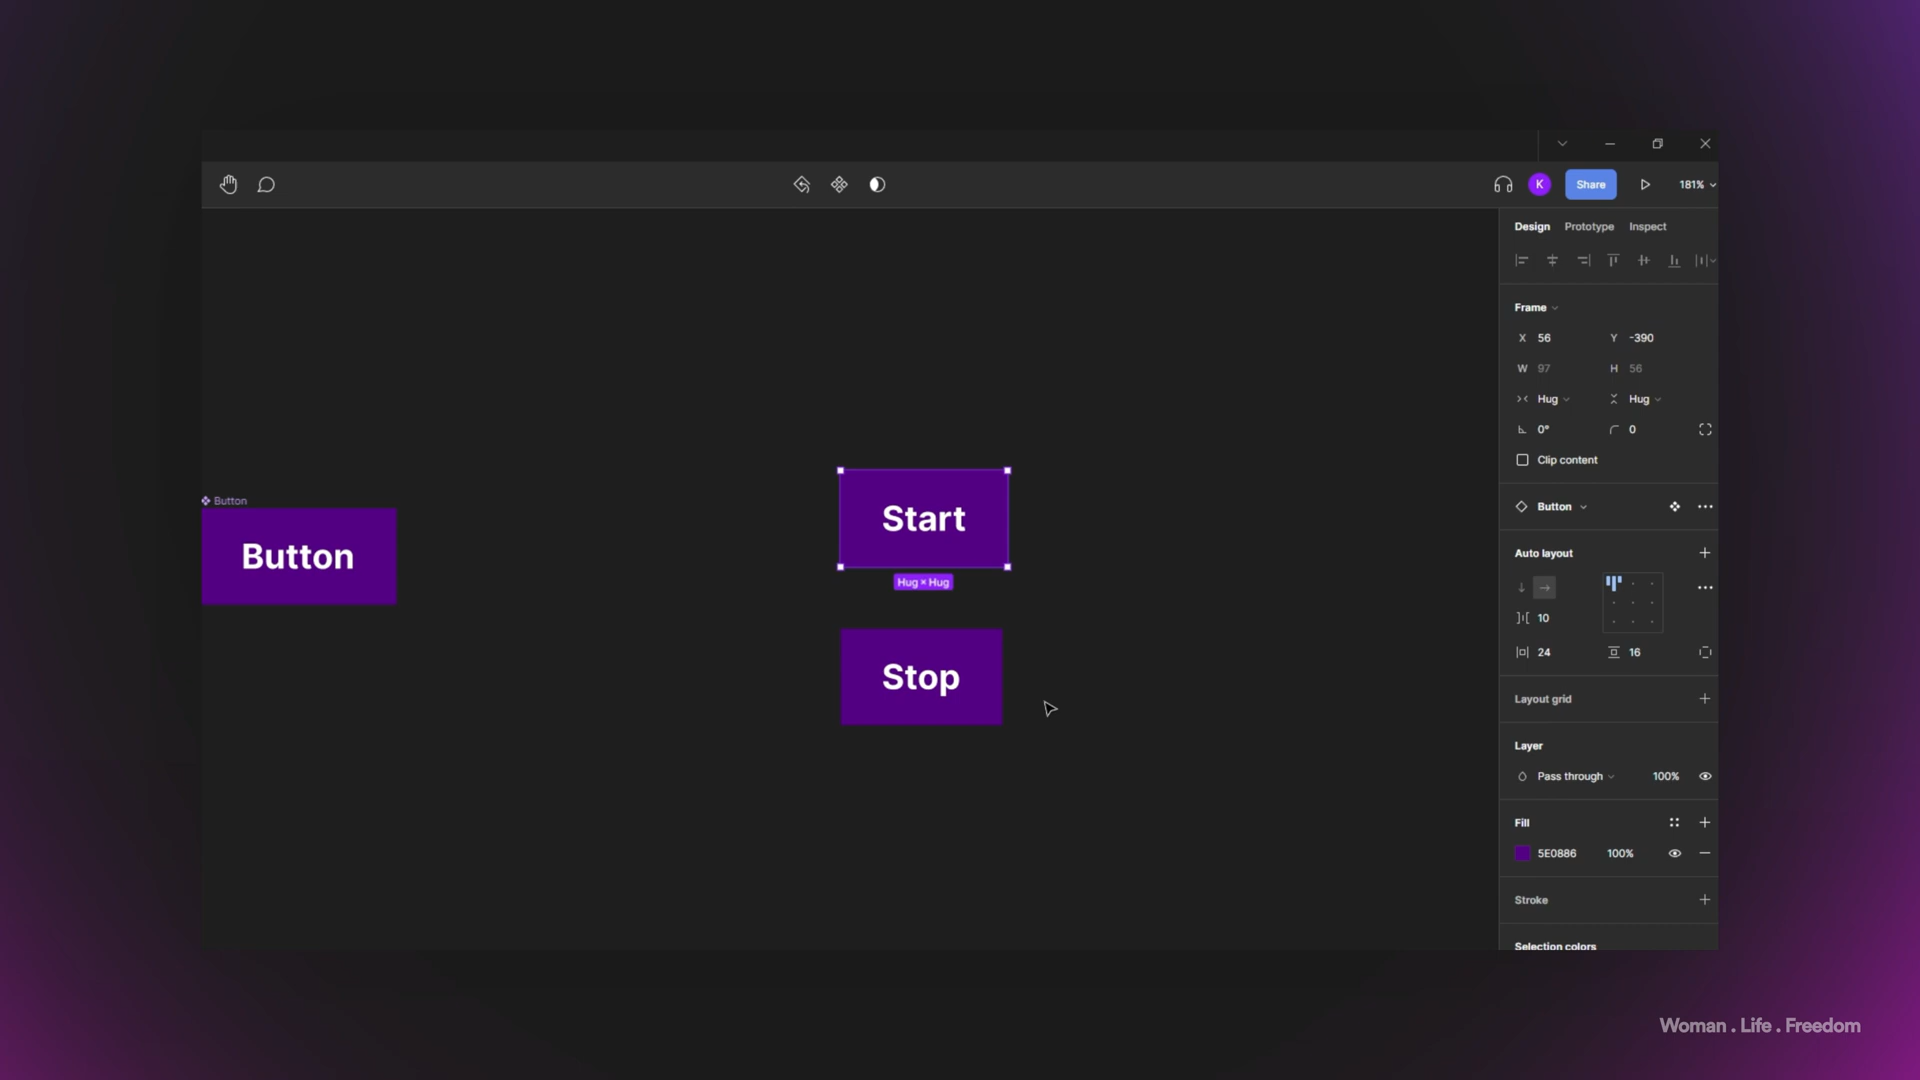 K
Share
181%
Design Prototype Inspect
Frame
X 56 Y -390
W 97 H 56
Hug Hug
0° 0
Clip content
Button
Button
Button
Start
Hug × Hug
Stop
Auto layout
10
24 16
Layout grid
Layer
Pass through 100%
Fill
5E0886 100%
Stroke
Selection colors
Woman . Life . Freedom